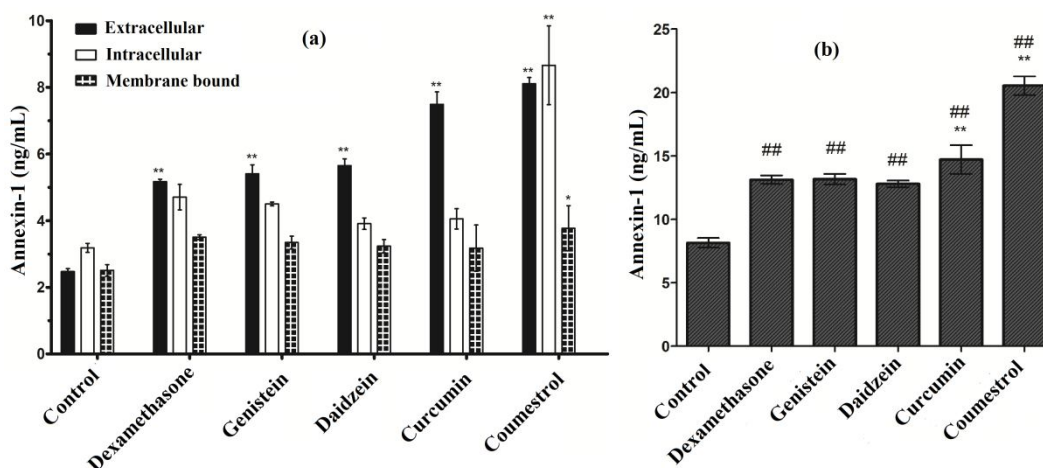 (a)
Extracellular
Intracellular
Membrane bound
Annexin-1 (ng/mL)
10
8
6
4
2
0
**
**
**
**
**
**
*
Control
Dexamethasone
Genistein
Daidzein
Curcumin
Coumestrol
(b)
Annexin-1 (ng/mL)
25
20
15
10
5
0
##
##
##
##
**
##
**
Control
Dexamethasone
Genistein
Daidzein
Curcumin
Coumestrol